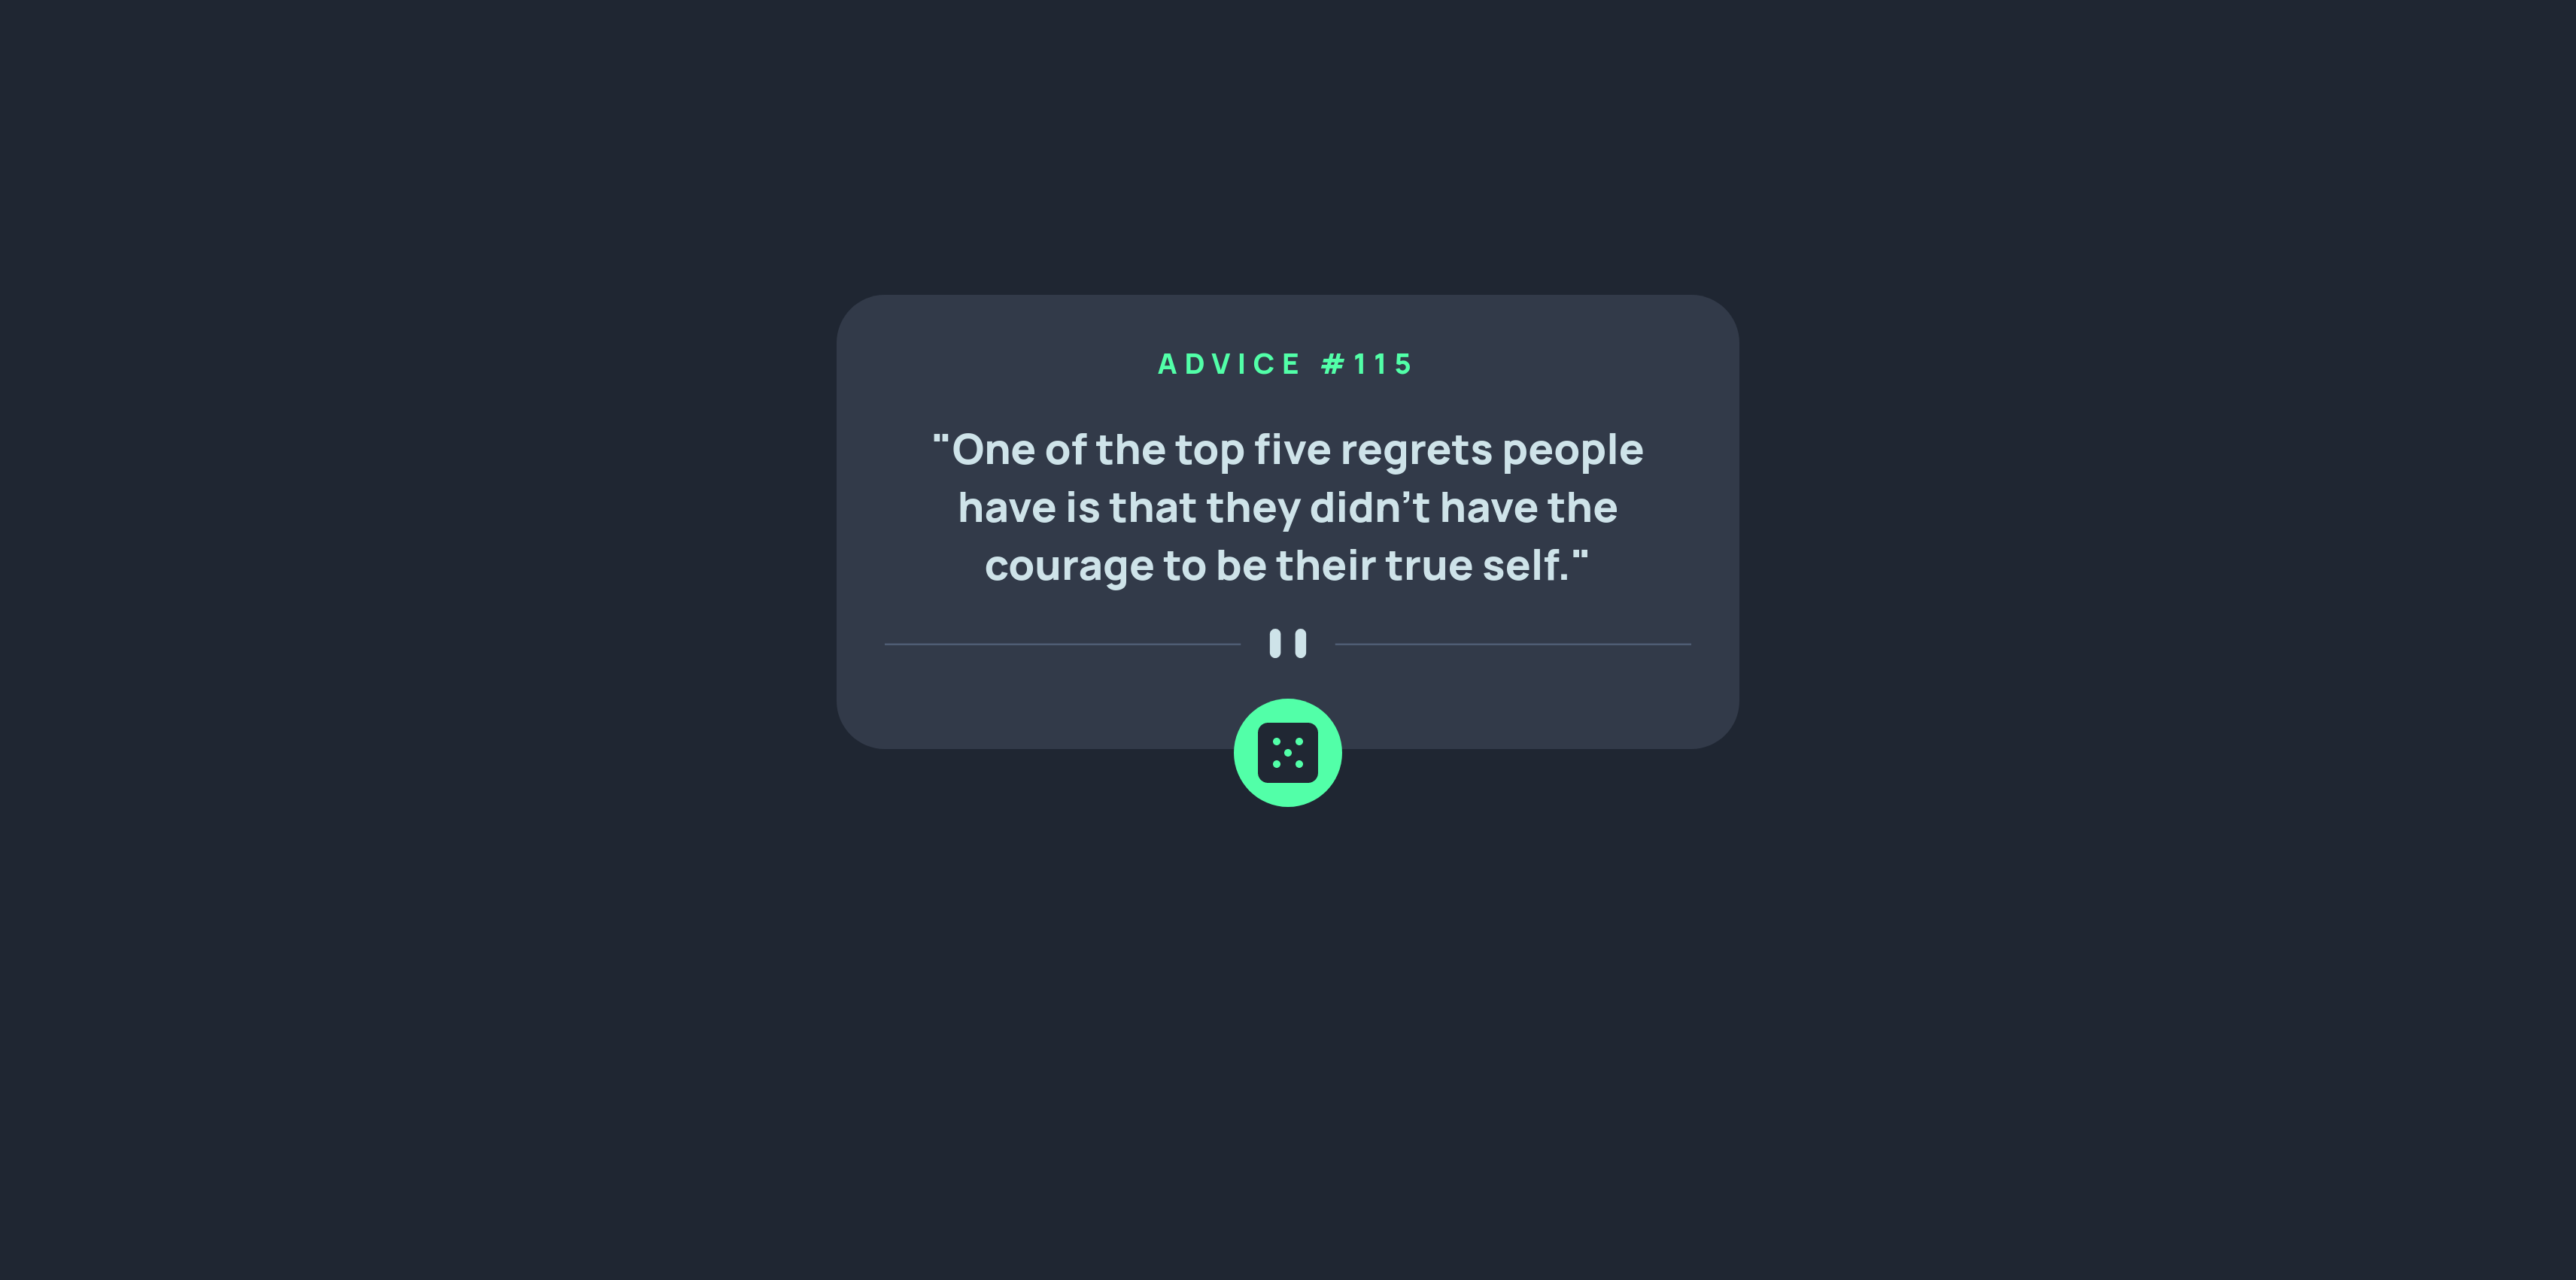 ADVICE #115
"One of the top five regrets people
have is that they didn’t have the
courage to be their true self."